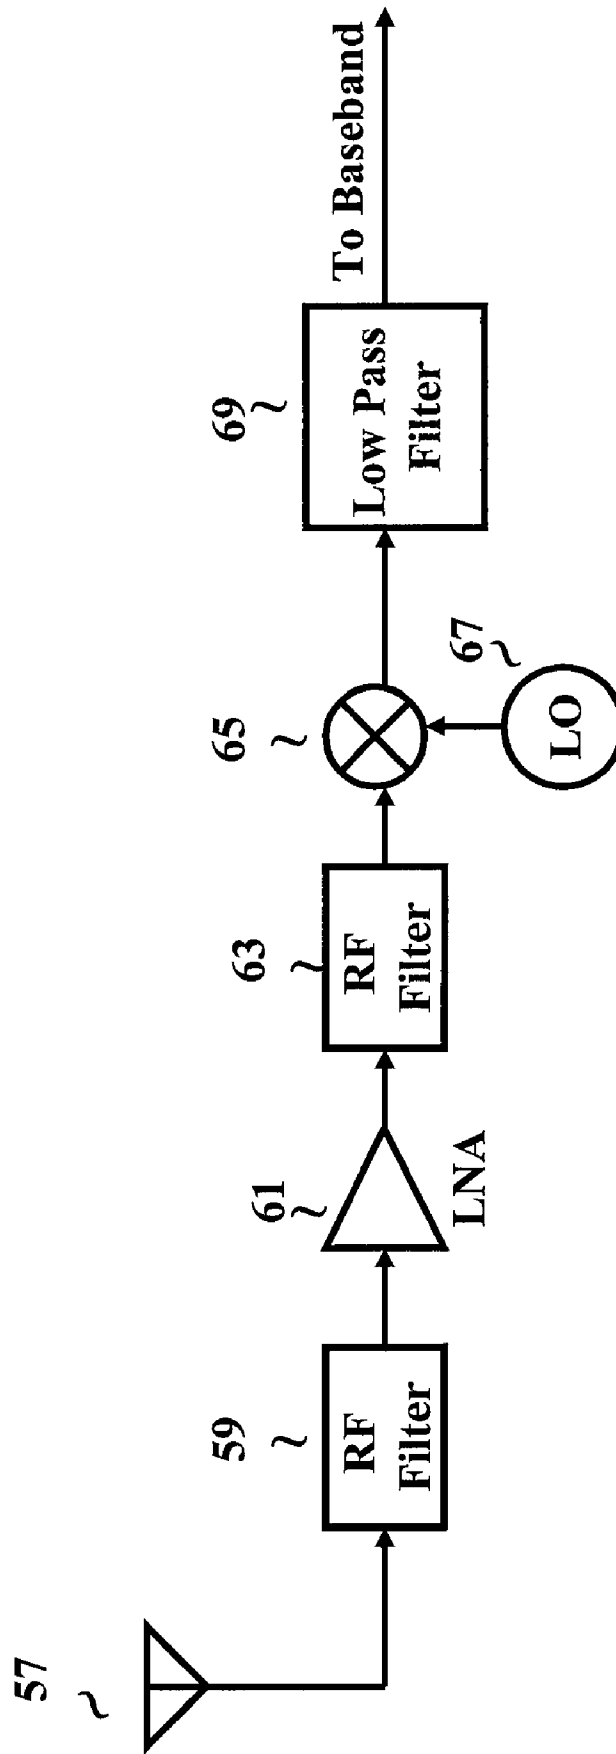 57
59
RF
Filter
61
LNA
63
RF
Filter
65
67
LO
69
Low Pass
Filter
To Baseband